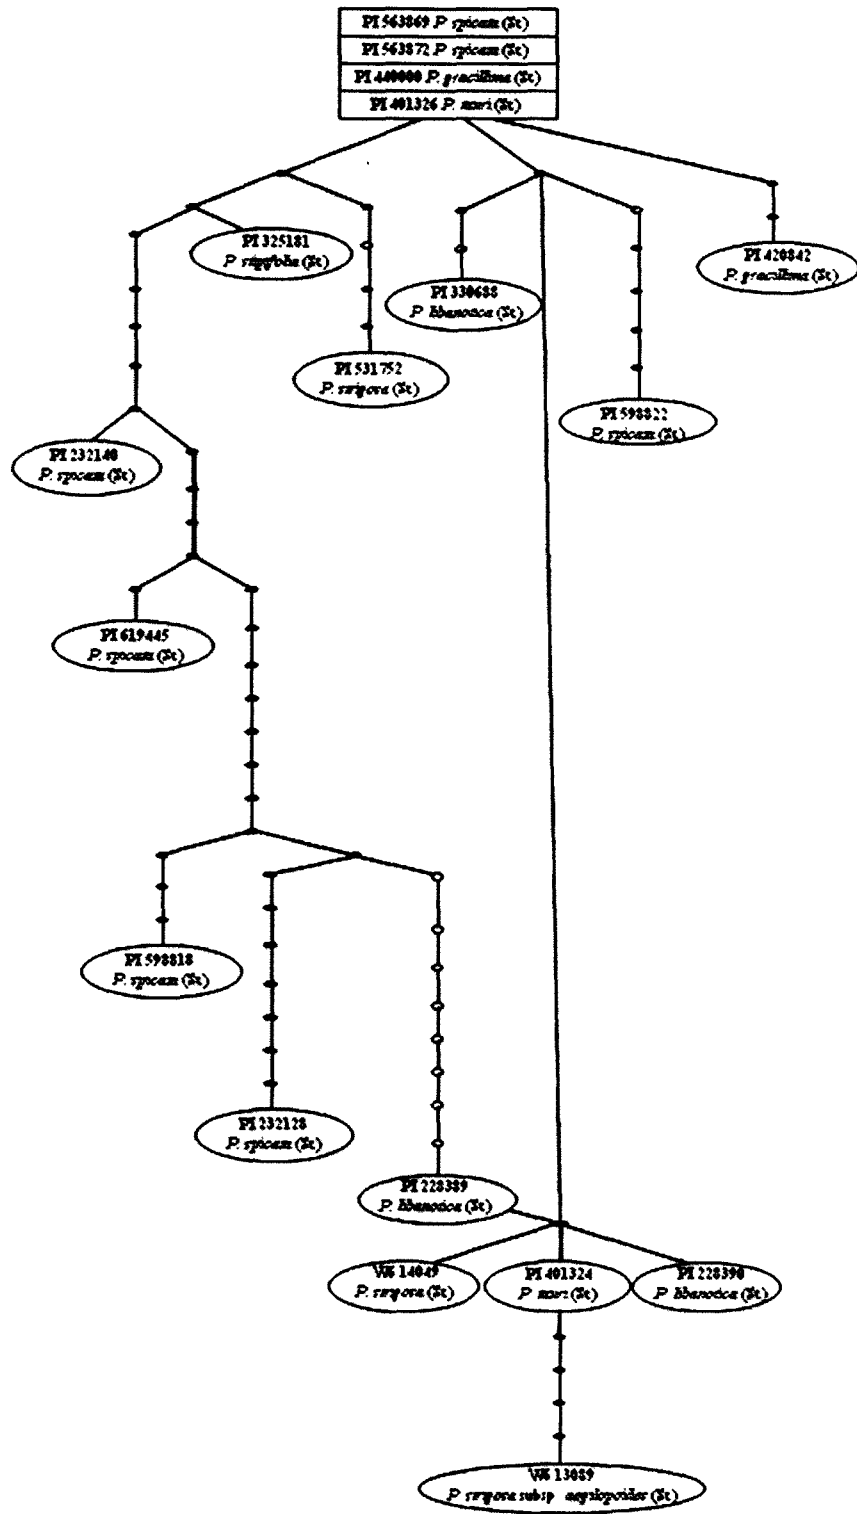 PI 563869 P. spicata (St)
PI 563872 P. spicata (St)
PI 440000 P. gracillima (St)
PI 401326 P. tauri (St)
PI 325181
P. stipifolia (St)
PI 420842
P. gracillima (St)
PI 330688
P. libanotica (St)
PI 531752
P. strigosa (St)
PI 598822
P. spicata (St)
PI 232140
P. spicata (St)
PI 619445
P. spicata (St)
PI 598818
P. spicata (St)
PI 232128
P. spicata (St)
PI 228389
P. libanotica (St)
W6 14049
P. strigosa (St)
PI 401324
P. tauri (St)
PI 228390
P. libanotica (St)
W6 13089
P. strigosa subsp. aegilopoides (St)